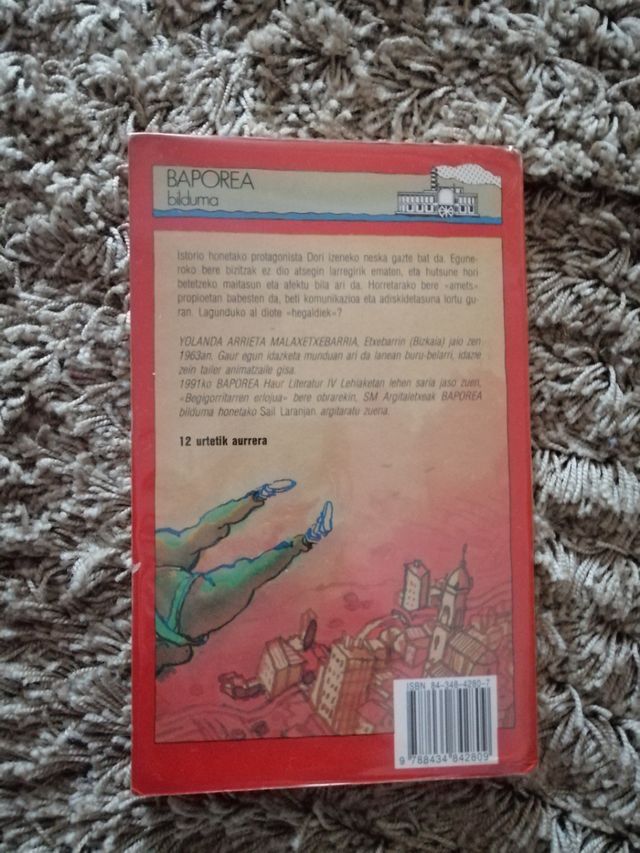 BAPOREA
bilduma
Istorio honetako protagonista Dori izeneko neska gazte bat da. Egune-
roko bere bizitzak ez dio atsegin larregirik ematen, eta hutsune hori
betetzeko maitasun eta afektu bila ari da. Horretarako bere «amets»
propioetan babesten da, beti komunikazioa eta adiskidetasuna lortu gu-
ran. Lagunduko al diote «hegaldiek»?
YOLANDA ARRIETA MALAXETXEBARRIA, Etxebarrin (Bizkaia) jaio zen
1963an. Gaur egun idazketa munduan ari da lanean buru-belarri, idazle
zein tailer animatzaile gisa.
1991ko BAPOREA Haur Literatur IV Lehiaketan lehen saria jaso zuen,
«Begigorritarren erlojua» bere obrarekin, SM Argitaletxeak BAPOREA
bilduma honetako Sail Laranjan argitaratu zuena.
12 urtetik aurrera
ISBN 84-348-4280-7
9 788434 842809